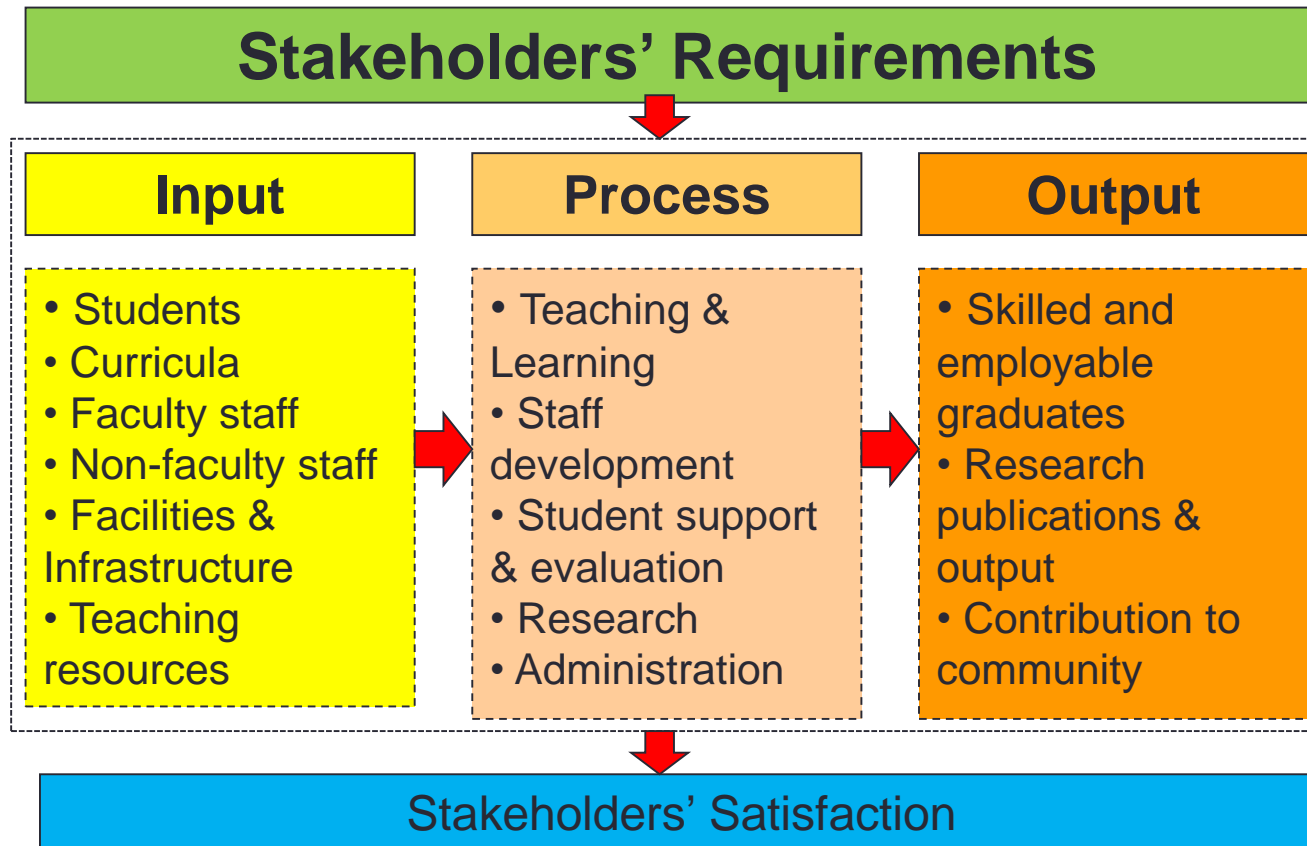 Stakeholders’ Requirements
Input
• Students
• Curricula
• Faculty staff
• Non-faculty staff
• Facilities &
Infrastructure
• Teaching
resources
Process
• Teaching &
Learning
• Staff
development
• Student support
& evaluation
• Research
• Administration
Output
• Skilled and
employable
graduates
• Research
publications &
output
• Contribution to
community
Stakeholders’ Satisfaction